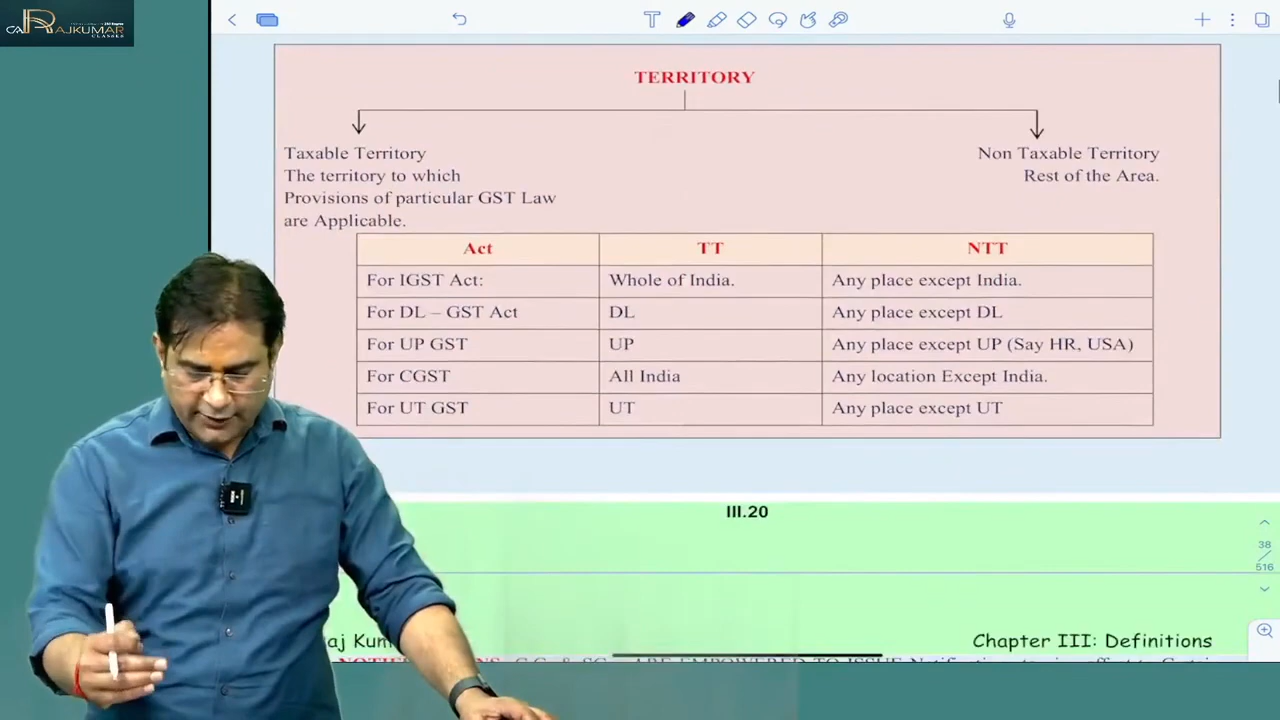 CA RAJKUMAR
CLASSES
TERRITORY
Taxable Territory
The territory to which
Provisions of particular GST Law
are Applicable.
Non Taxable Territory
Rest of the Area.
Act TT NTT
For IGST Act: Whole of India. Any place except India.
For DL – GST Act DL Any place except DL
For UP GST UP Any place except UP (Say HR, USA)
For CGST All India Any location Except India.
For UT GST UT Any place except UT
III.20
38
516
aj Kum
Chapter III: Definitions